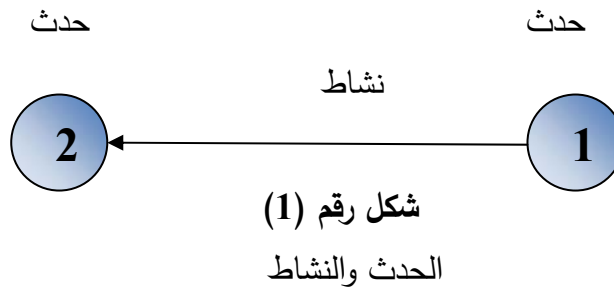 حدث حدث
نشاط
1 2
شكل رقم (1)
الحدث والنشاط